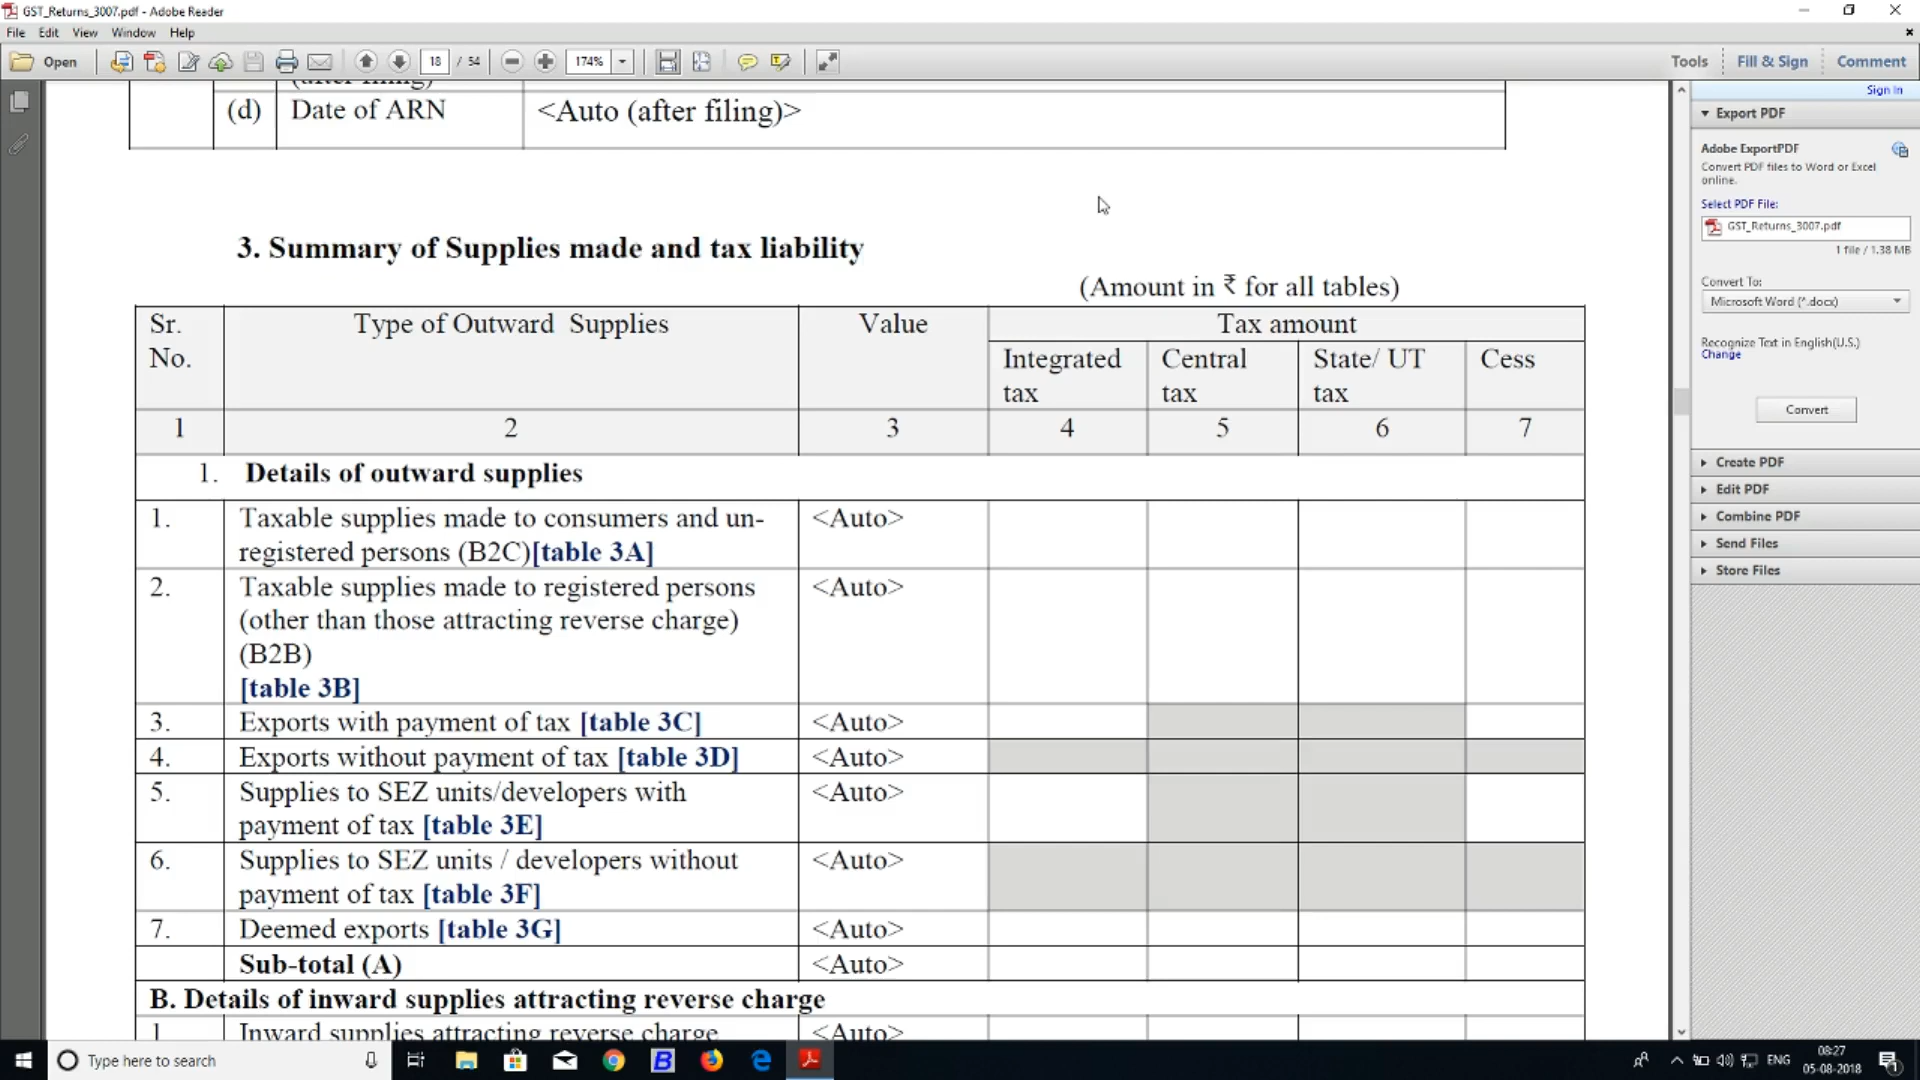 GST_Returns_3007.pdf - Adobe Reader
File Edit View Window Help
Open 18 / 54 174% Tools Fill & Sign Comment
Sign In
(after filing)
(d) Date of ARN <Auto (after filing)>
3. Summary of Supplies made and tax liability
(Amount in ₹ for all tables)
Sr. No. Type of Outward Supplies Value Tax amount
Integrated tax Central tax State/ UT tax Cess
1 2 3 4 5 6 7
1. Details of outward supplies
1. Taxable supplies made to consumers and un- <Auto>
registered persons (B2C)[table 3A]
2. Taxable supplies made to registered persons <Auto>
(other than those attracting reverse charge)
(B2B)
[table 3B]
3. Exports with payment of tax [table 3C] <Auto>
4. Exports without payment of tax [table 3D] <Auto>
5. Supplies to SEZ units/developers with <Auto>
payment of tax [table 3E]
6. Supplies to SEZ units / developers without <Auto>
payment of tax [table 3F]
7. Deemed exports [table 3G] <Auto>
Sub-total (A) <Auto>
B. Details of inward supplies attracting reverse charge
1 Inward supplies attracting reverse charge <Auto>
Export PDF
Adobe ExportPDF
Convert PDF files to Word or Excel
online.
Select PDF File:
GST_Returns_3007.pdf
1 file / 1.38 MB
Convert To:
Microsoft Word (*.docx)
Recognize Text in English(U.S.)
Change
Convert
Create PDF
Edit PDF
Combine PDF
Send Files
Store Files
Type here to search
B
ENG
08:27
05-08-2018
1